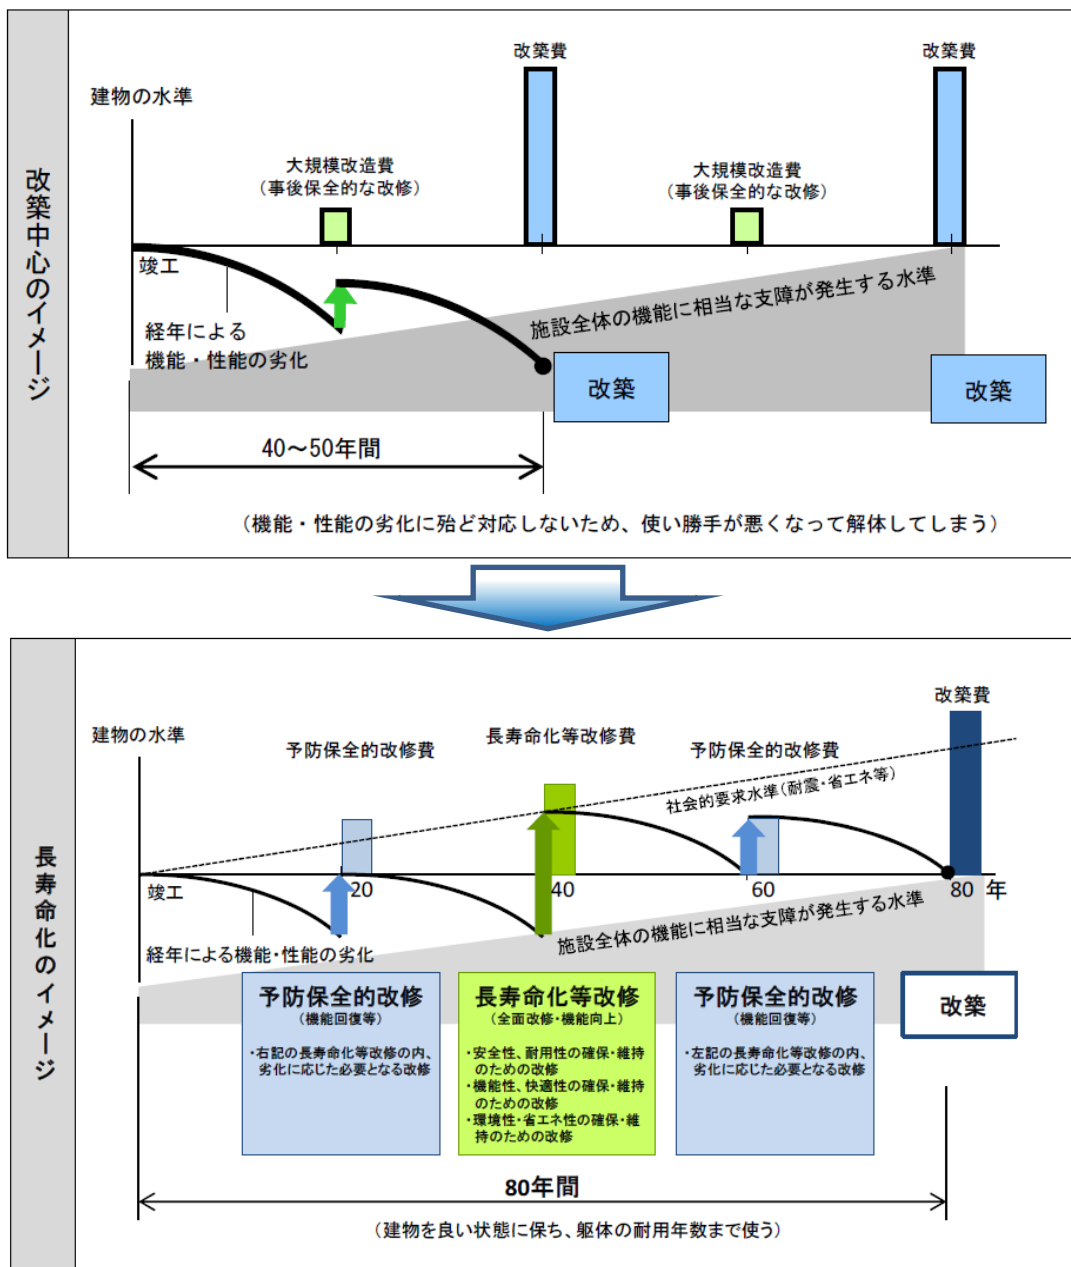 改築中心のイメージ
改築費
改築費
建物の水準
大規模改造費
（事後保全的な改修）
大規模改造費
（事後保全的な改修）
竣工
施設全体の機能に相当な支障が発生する水準
経年による
機能・性能の劣化
改築
改築
40～50年間
（機能・性能の劣化に殆ど対応しないため、使い勝手が悪くなって解体してしまう）
長寿命化のイメージ
改築費
建物の水準
予防保全的改修費
長寿命化等改修費
予防保全的改修費
社会的要求水準（耐震・省エネ等）
竣工
20
40
60
80 年
施設全体の機能に相当な支障が発生する水準
経年による機能・性能の劣化
予防保全的改修
（機能回復等）
・右記の長寿命化等改修の内、
劣化に応じた必要となる改修
長寿命化等改修
（全面改修・機能向上）
・安全性、耐用性の確保・維持
のための改修
・機能性、快適性の確保・維持
のための改修
・環境性・省エネ性の確保・維
持のための改修
予防保全的改修
（機能回復等）
・左記の長寿命化等改修の内、
劣化に応じた必要となる改修
改築
80年間
（建物を良い状態に保ち、躯体の耐用年数まで使う）